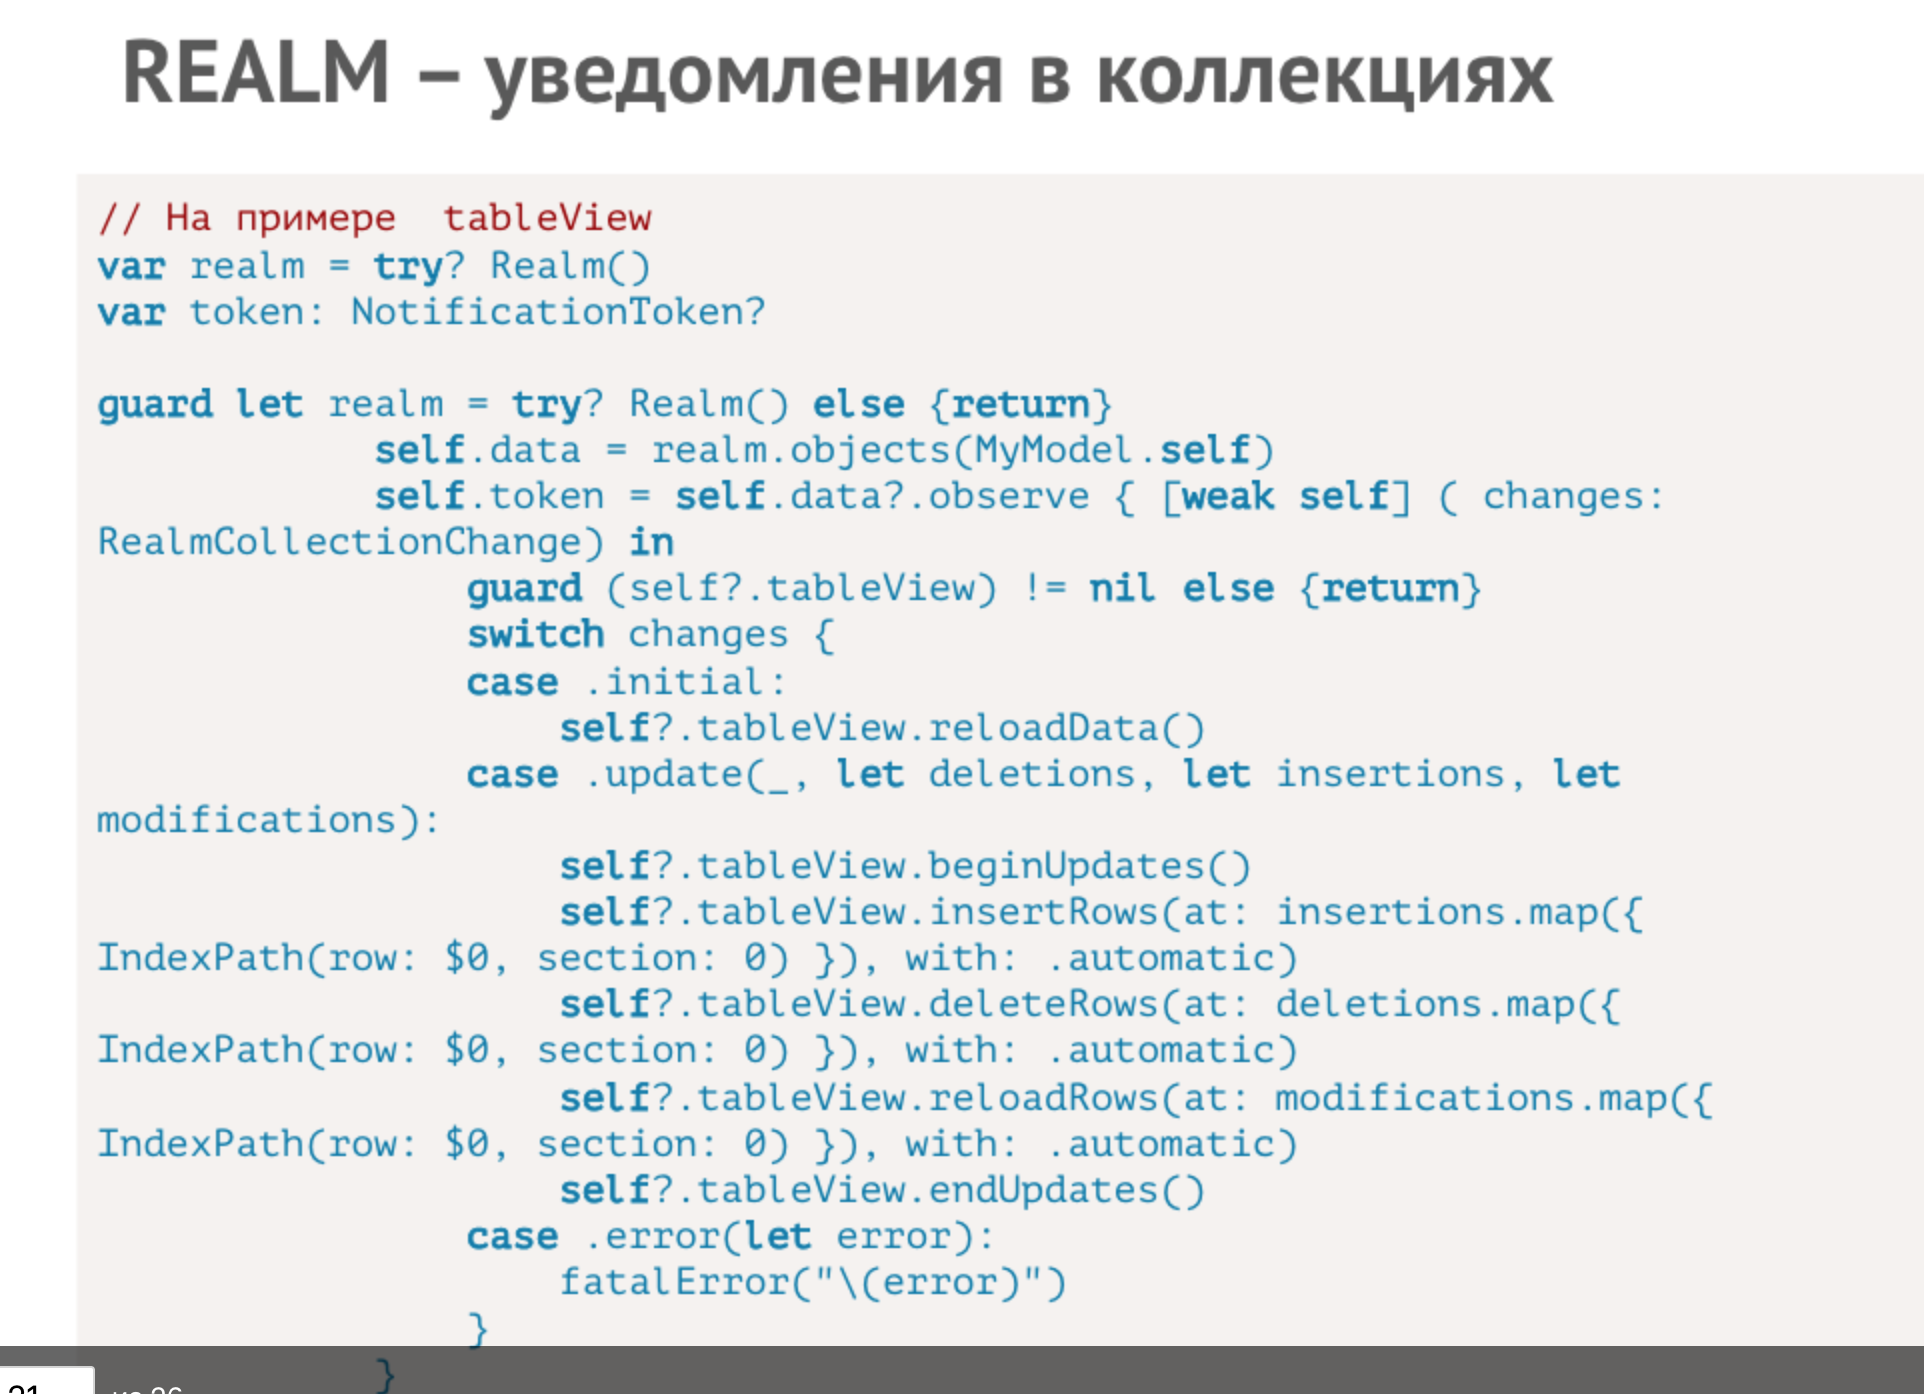 REALM – уведомления в коллекциях
// На примере  tableView
var realm = try? Realm()
var token: NotificationToken?
guard let realm = try? Realm() else {return}
self.data = realm.objects(MyModel.self)
self.token = self.data?.observe { [weak self] ( changes:
RealmCollectionChange) in
guard (self?.tableView) != nil else {return}
switch changes {
case .initial:
self?.tableView.reloadData()
case .update(_, let deletions, let insertions, let
modifications):
self?.tableView.beginUpdates()
self?.tableView.insertRows(at: insertions.map({
IndexPath(row: $0, section: 0) }), with: .automatic)
self?.tableView.deleteRows(at: deletions.map({
IndexPath(row: $0, section: 0) }), with: .automatic)
self?.tableView.reloadRows(at: modifications.map({
IndexPath(row: $0, section: 0) }), with: .automatic)
self?.tableView.endUpdates()
case .error(let error):
fatalError("\(error)")
}
}